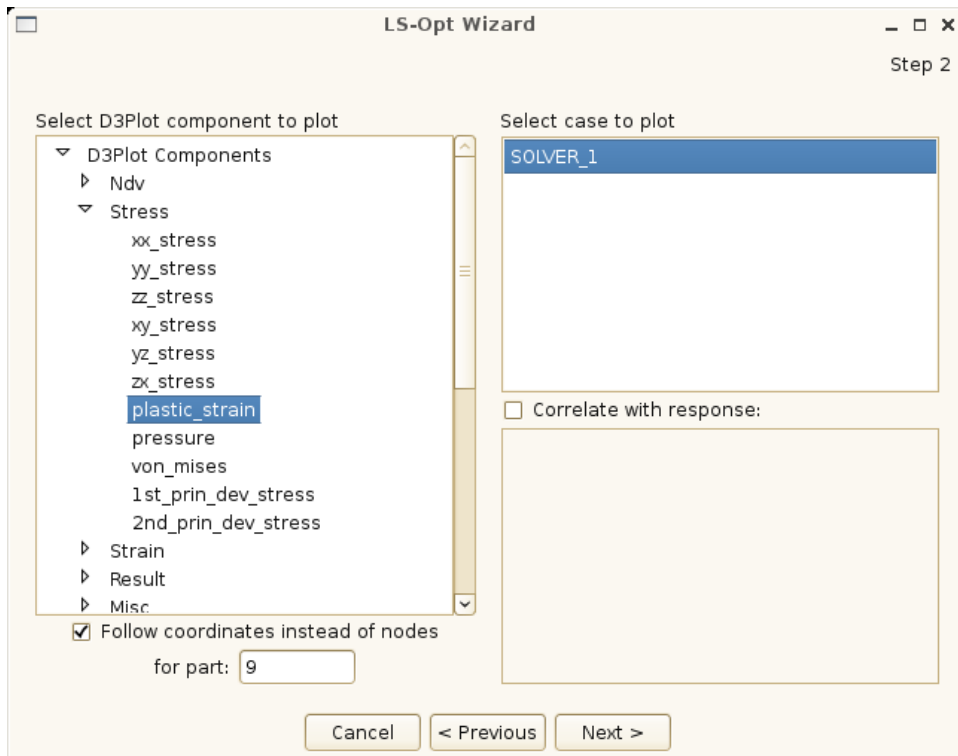 LS-Opt Wizard
Step 2
Select D3Plot component to plot
D3Plot Components
Ndv
Stress
xx_stress
yy_stress
zz_stress
xy_stress
yz_stress
zx_stress
plastic_strain
pressure
von_mises
1st_prin_dev_stress
2nd_prin_dev_stress
Strain
Result
Misc
Follow coordinates instead of nodes
for part: 9
Select case to plot
SOLVER_1
Correlate with response:
Cancel < Previous Next >